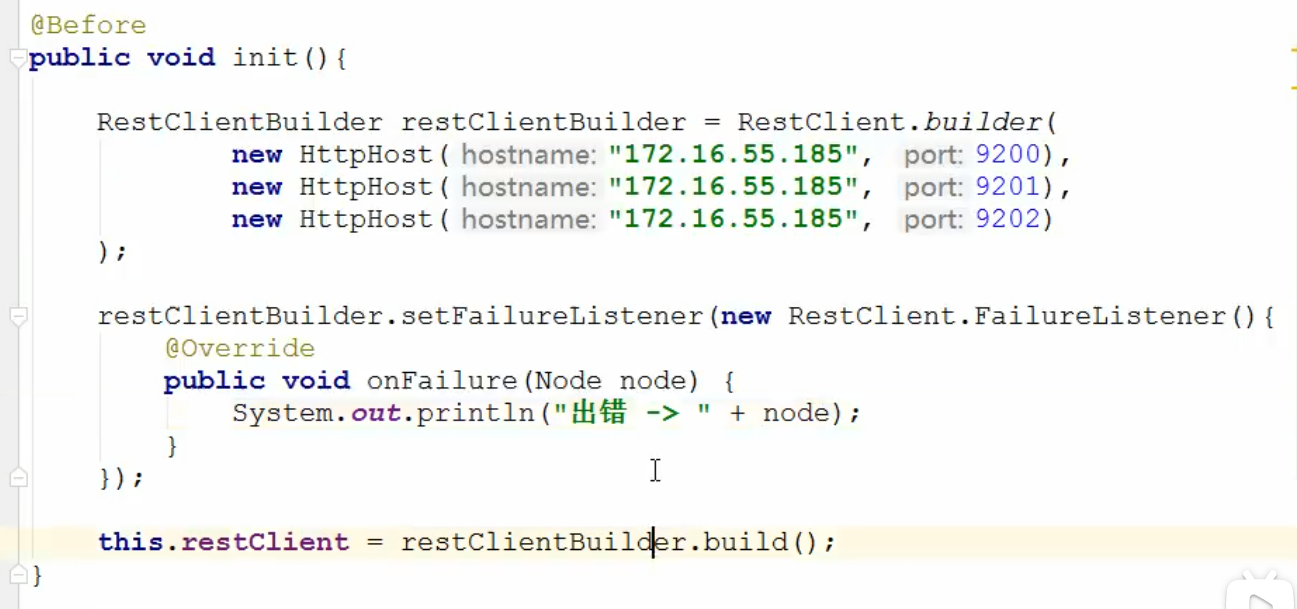 @Before
public void init(){
RestClientBuilder restClientBuilder = RestClient.builder(
new HttpHost( hostname: "172.16.55.185", port: 9200),
new HttpHost( hostname: "172.16.55.185", port: 9201),
new HttpHost( hostname: "172.16.55.185", port: 9202)
);
restClientBuilder.setFailureListener(new RestClient.FailureListener(){
@Override
public void onFailure(Node node) {
System.out.println("出错 -> " + node);
}
});
this.restClient = restClientBuilder.build();
}